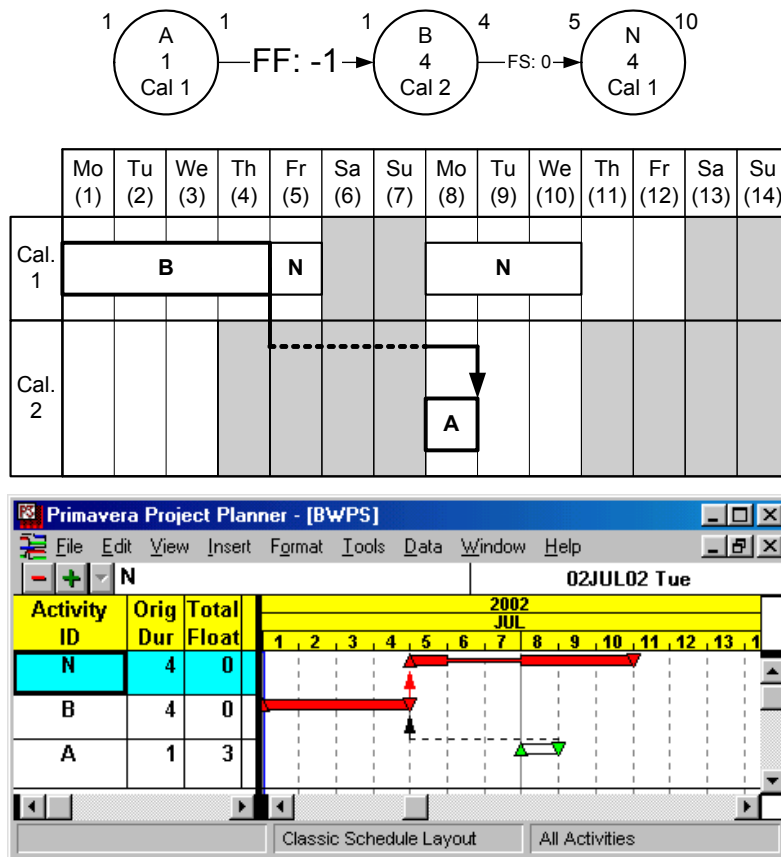 1 A 1 1 B 4 5 N 10
1 FF: -1 4 FS: 0 4
Cal 1 Cal 2 Cal 1
Mo Tu We Th Fr Sa Su Mo Tu We Th Fr Sa Su
(1) (2) (3) (4) (5) (6) (7) (8) (9) (10) (11) (12) (13) (14)
Cal. 1
B N N
Cal. 2
A
Primavera Project Planner - [BWPS]
File Edit View Insert Format Tools Data Window Help
N 02JUL02 Tue
Activity Orig Total 2002
JUL
ID Dur Float 1 2 3 4 5 6 7 8 9 10 11 12 13 1
N 4 0
B 4 0
A 1 3
Classic Schedule Layout All Activities